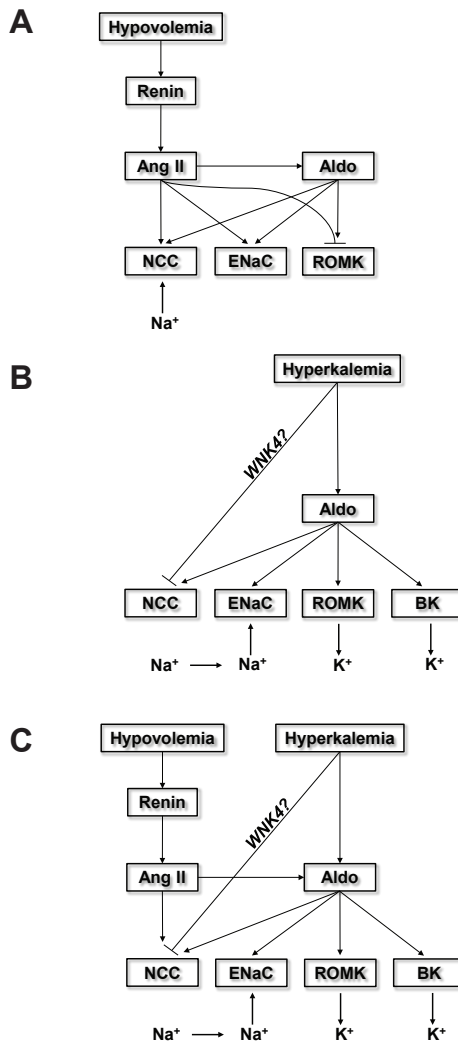 A
Hypovolemia
Renin
Ang II Aldo
NCC ENaC ROMK
Na⁺
B
Hyperkalemia
WNK4?
Aldo
NCC ENaC ROMK BK
Na⁺ Na⁺ K⁺ K⁺
C
Hypovolemia Hyperkalemia
Renin
WNK4?
Ang II Aldo
NCC ENaC ROMK BK
Na⁺ Na⁺ K⁺ K⁺